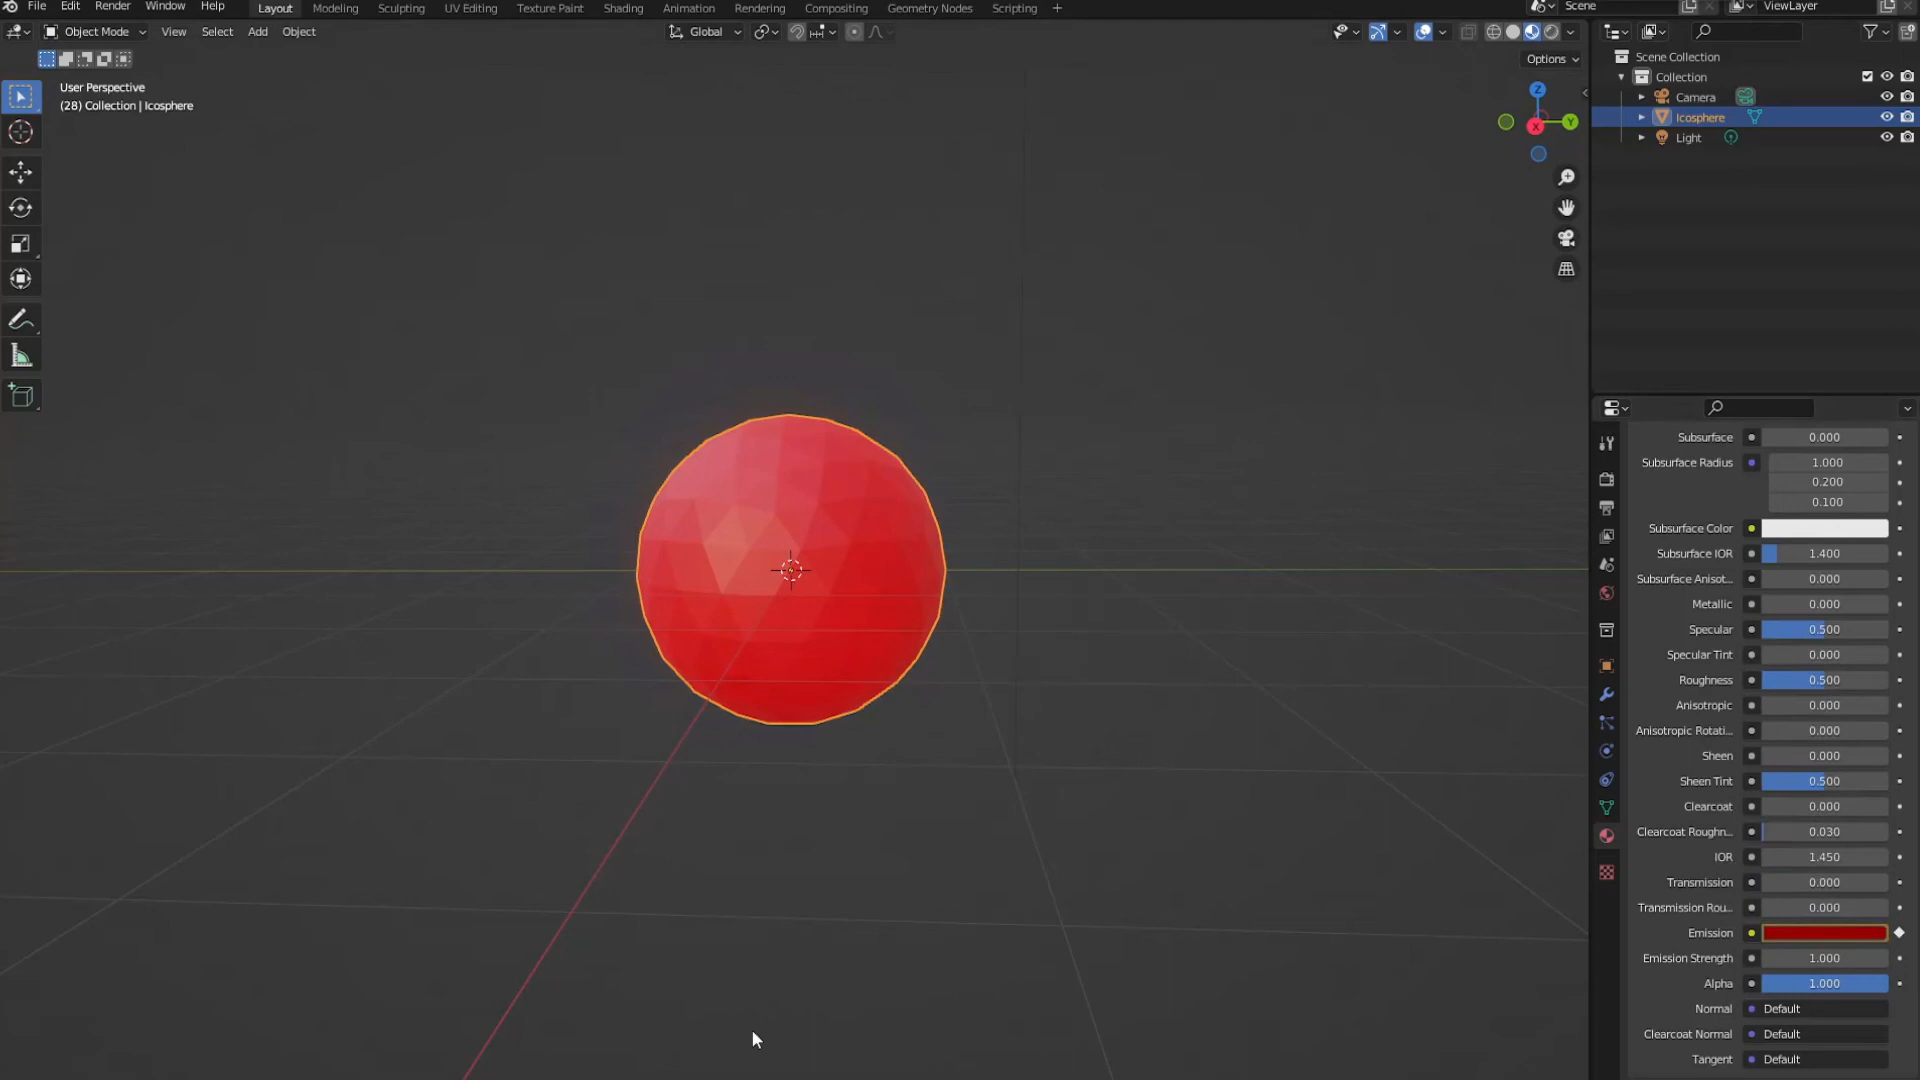 File Edit Render Window Help
Layout Modeling Sculpting UV Editing Texture Paint Shading Animation Rendering Compositing Geometry Nodes Scripting +
Scene ViewLayer
Object Mode View Select Add Object
Global
Options
User Perspective
(28) Collection | Icosphere
Z
Y
X
Scene Collection
Collection
Camera
Icosphere
Light
Subsurface 0.000
Subsurface Radius 1.000
0.200
0.100
Subsurface Color
Subsurface IOR 1.400
Subsurface Anisot... 0.000
Metallic 0.000
Specular 0.500
Specular Tint 0.000
Roughness 0.500
Anisotropic 0.000
Anisotropic Rotati... 0.000
Sheen 0.000
Sheen Tint 0.500
Clearcoat 0.000
Clearcoat Roughn... 0.030
IOR 1.450
Transmission 0.000
Transmission Rou... 0.000
Emission
Emission Strength 1.000
Alpha 1.000
Normal Default
Clearcoat Normal Default
Tangent Default